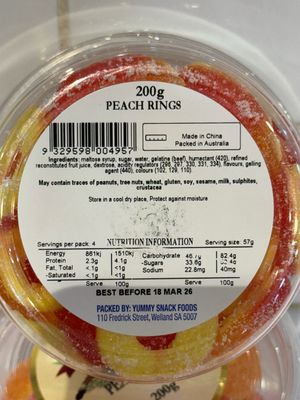 200g
PEACH RINGS
9 329598 004957
Made in China
Packed in Australia
Ingredients: maltose syrup, sugar, water, gelatine (beef), humectant (420), refined
reconstituted fruit juice, dextrose, acidity regulators (296, 297, 330, 331, 334), flavours, gelling
agent (440), colours (102, 129, 110)
May contain traces of peanuts, tree nuts, wheat, gluten, soy, sesame, milk, sulphites,
crustacea
Store in a cool dry place, Protect against moisture
Servings per pack: 4 NUTRITION INFORMATION Serving size: 57g
Energy 861kj 1510kj Carbohydrate 82.4g
Protein 2.3g 4.1g -Sugars 33.6g
Fat, Total <1g <1g Sodium 22.8mg 40mg
-Saturated <1g <1g
Serve 100g Serve 100g
BEST BEFORE 18 MAR 26
PACKED BY: YUMMY SNACK FOODS
110 Fredrick Street, Welland SA 5007
200g